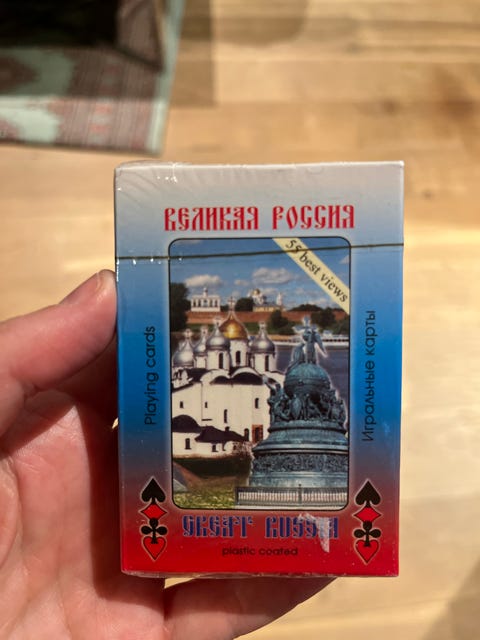 ВЕЛИКАЯ РОССИЯ
55 best views
Playing cards
Игральные карты
GREAT RUSSIA
plastic coated